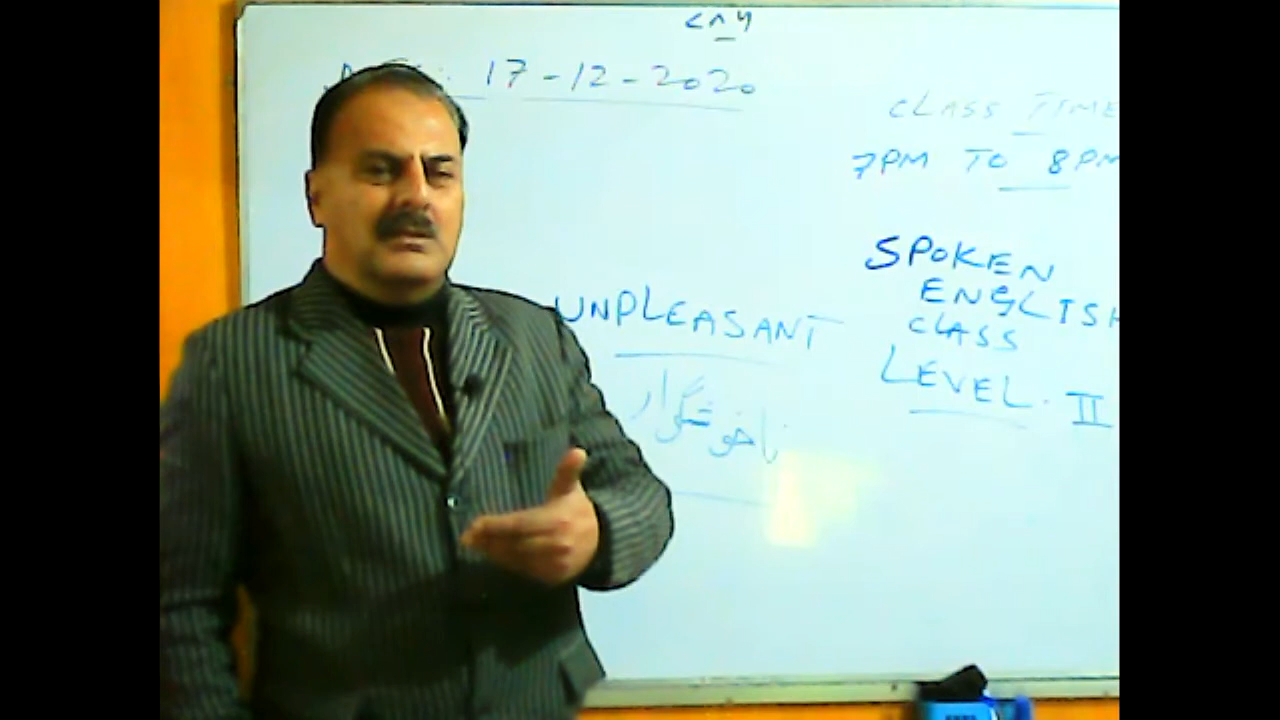 17-12-2020
CLASS TIME
7PM TO 8PM
SPOKEN
ENGLISH
CLASS
LEVEL. II
UNPLEASANT
ناخوشگوار